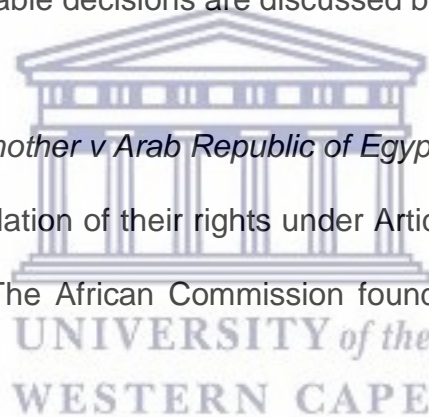 able decisions are discussed b
nother v Arab Republic of Egyp
lation of their rights under Artic
The African Commission found
UNIVERSITY of the
WESTERN CAPE